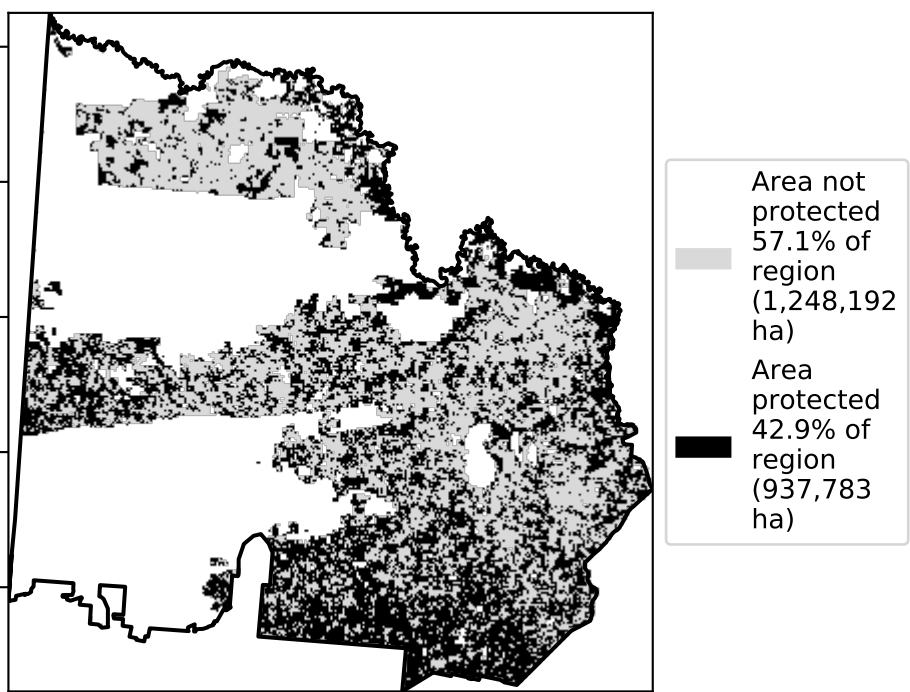 Area not
protected
57.1% of
region
(1,248,192
ha)
Area
protected
42.9% of
region
(937,783
ha)